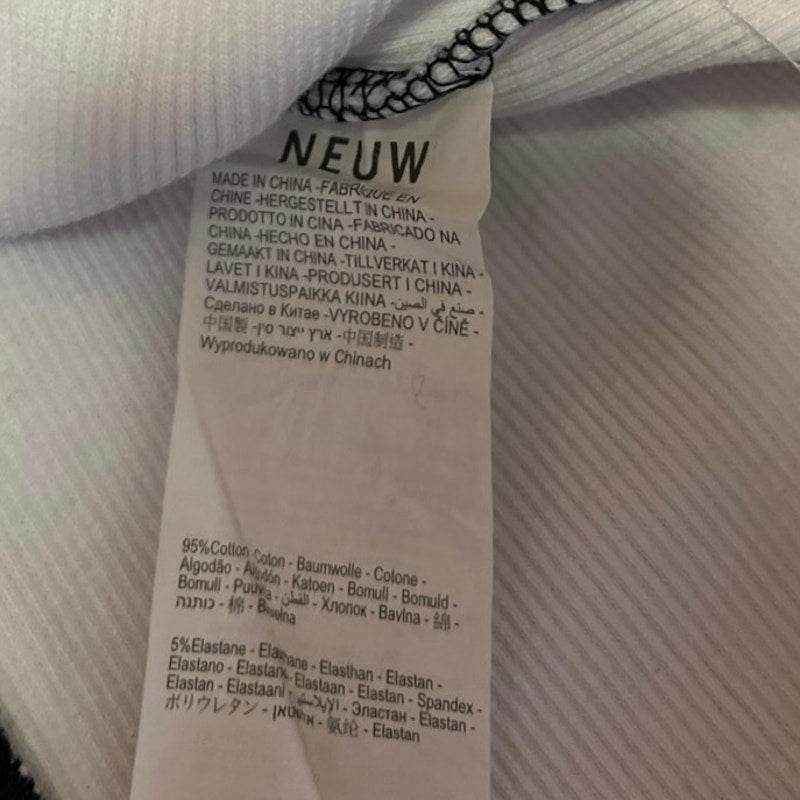 NEUW
MADE IN CHINA -FABRIQUE EN
CHINE -HERGESTELLT IN CHINA -
PRODOTTO IN CINA -FABRICADO NA
CHINA -HECHO EN CHINA -
GEMAAKT IN CHINA -TILLVERKAT I KINA -
LAVET I KINA -PRODUSERT I CHINA -
VALMISTUSPAIKKA KIINA -صنع في الصين -
Сделано в Китае -VYROBENO V ČÍNĚ -
中国製 -ארץ ייצור סין -中国制造 -
Wyprodukowano w Chinach
95%Cotton Coton - Baumwolle - Cotone -
Algodão - Algodón - Katoen - Bomull - Bomuld -
Bomull - Puuvilla - القطن - Хлопок - Bavlna - 綿 -
כותנה - 棉 - Bawełna
5%Elastane - Elasthane - Elasthan - Elastan -
Elastano - Elastano - Elastaan - Elastan - Spandex -
Elastan - Elastaani - الإيلاستين - Эластан - Elastan -
ポリウレタン - אלסטאן - 氨纶 - Elastan